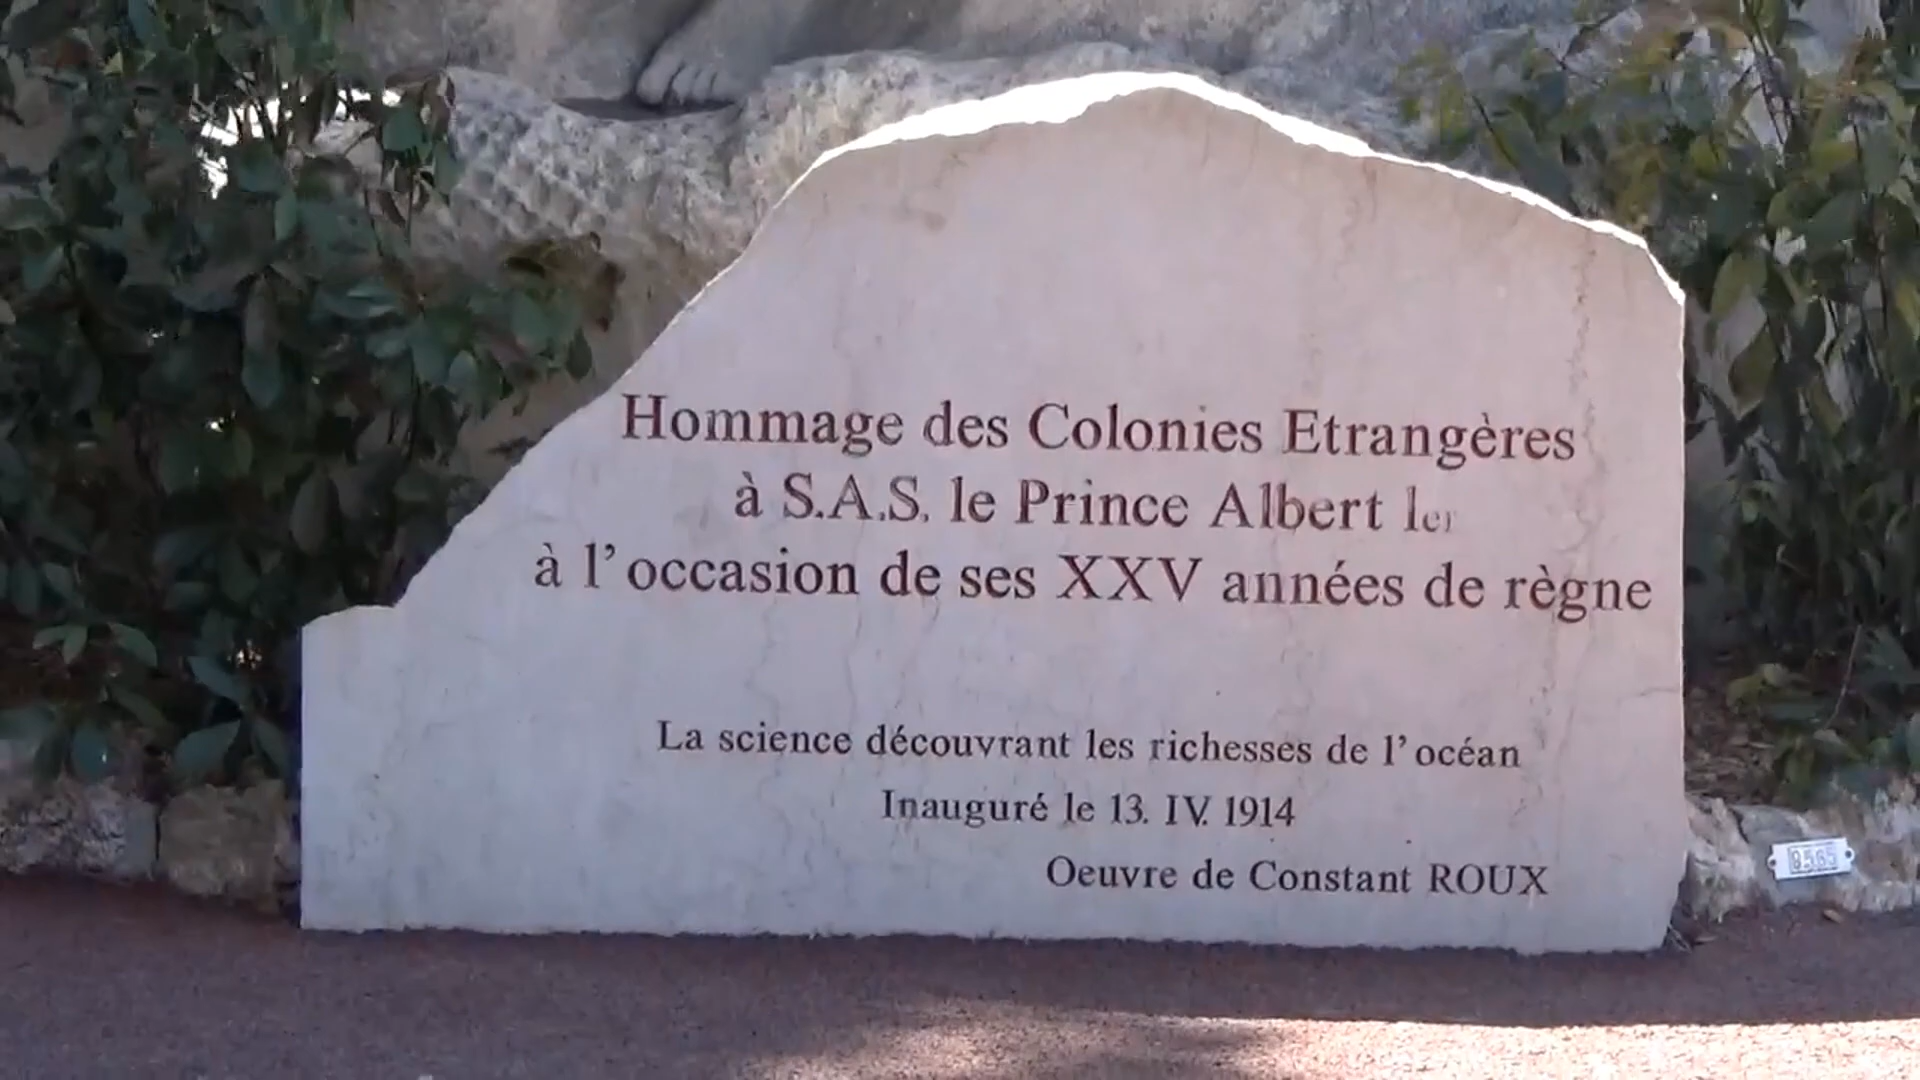 Hommage des Colonies Etrangères
à S.A.S. le Prince Albert 1er
à l'occasion de ses XXV années de règne
La science découvrant les richesses de l'océan
Inauguré le 13. IV. 1914
Oeuvre de Constant ROUX